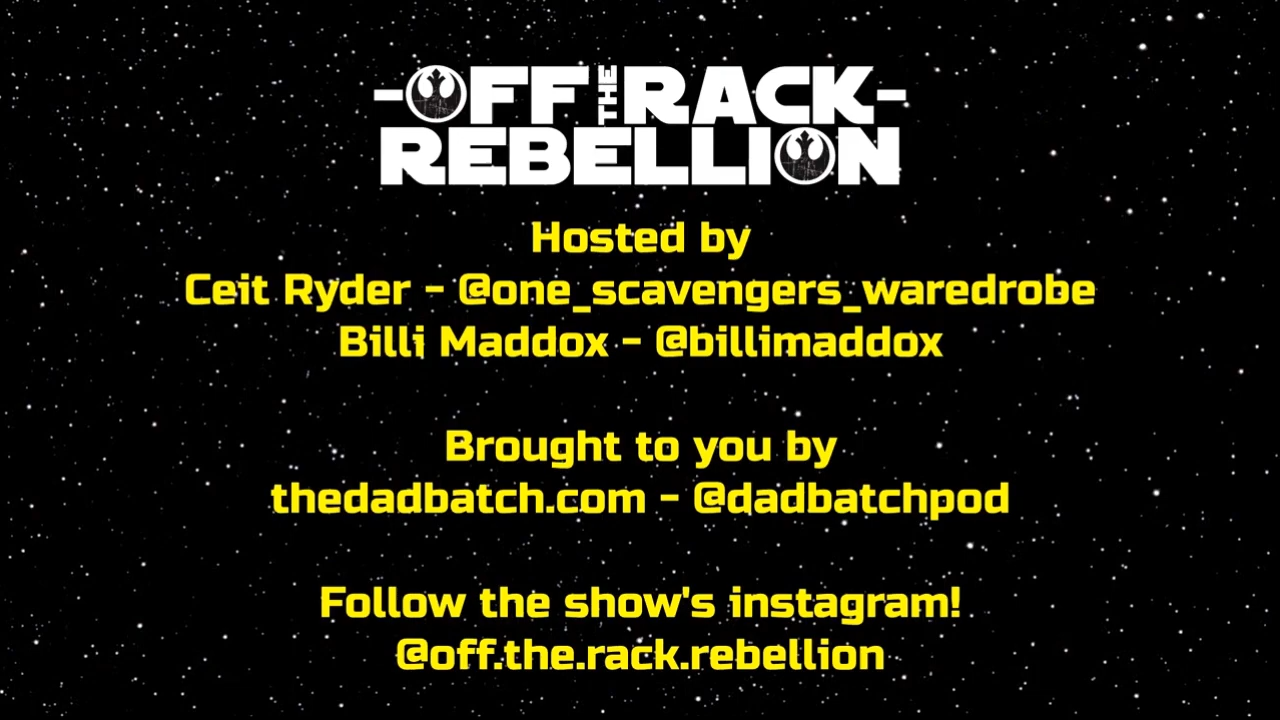 -OFF THE RACK-
REBELLION
Hosted by
Ceit Ryder - @one_scavengers_waredrobe
Billi Maddox - @billimaddox
Brought to you by
thedadbatch.com - @dadbatchpod
Follow the show's instagram!
@off.the.rack.rebellion